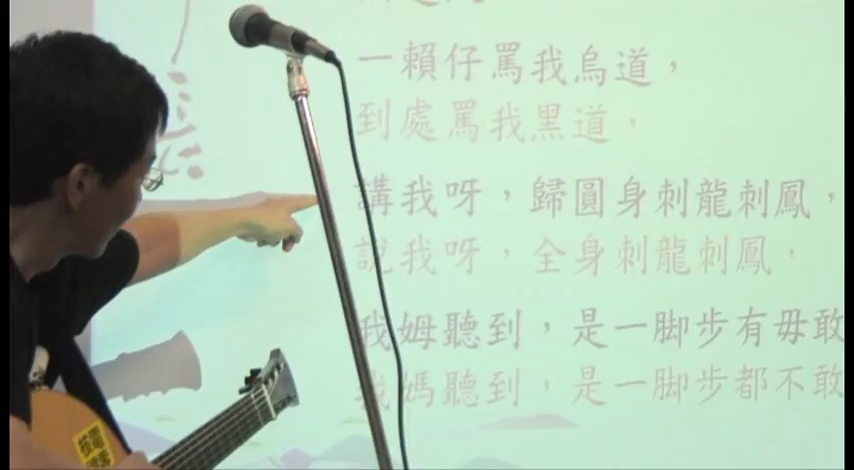 一賴仔罵我烏道，
到處罵我黑道，
講我呀，歸圓身刺龍刺鳳，
說我呀，全身刺龍刺鳳，
我姆聽到，是一脚步有毋敢
我媽聽到，是一脚步都不敢